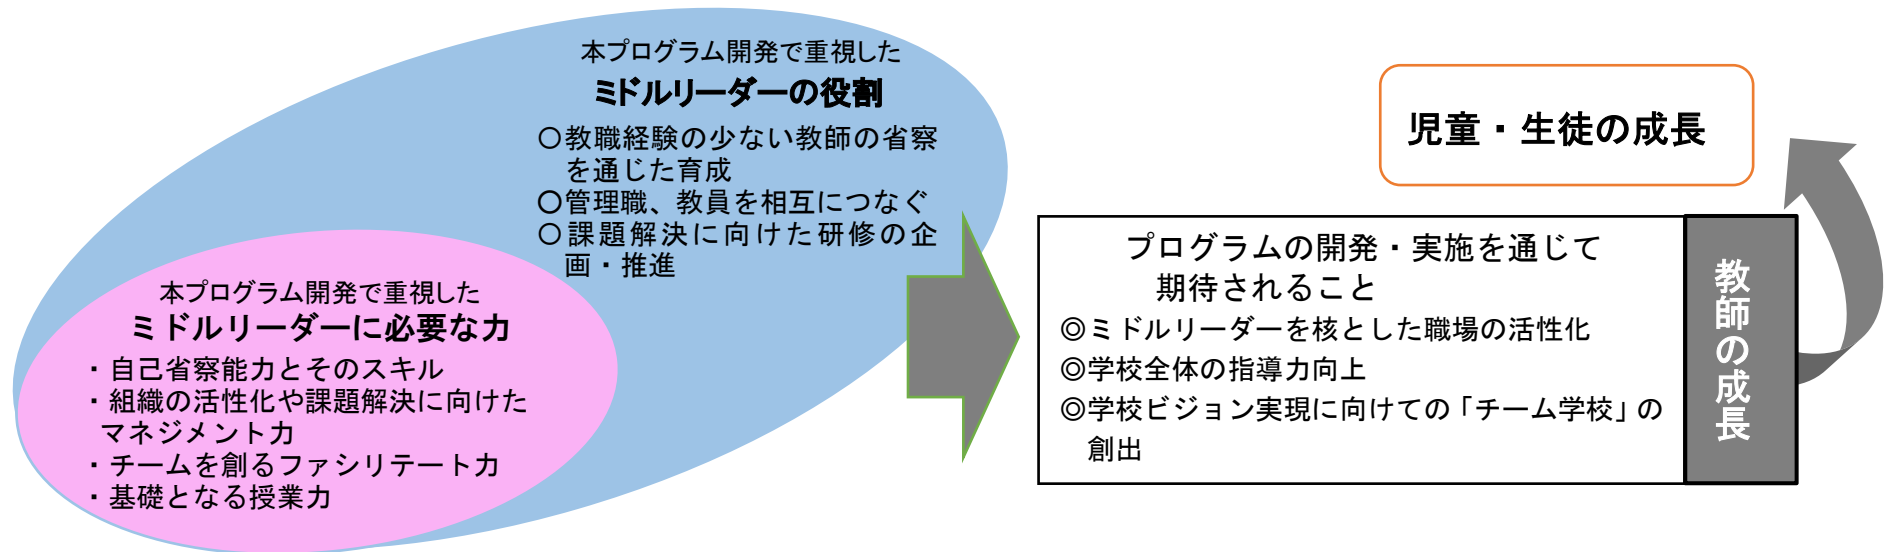 本プログラム開発で重視した
ミドルリーダーの役割
○教職経験の少ない教師の省察
を通じた育成
○管理職、教員を相互につなぐ
○課題解決に向けた研修の企
画・推進
本プログラム開発で重視した
ミドルリーダーに必要な力
・自己省察能力とそのスキル
・組織の活性化や課題解決に向けた
マネジメント力
・チームを創るファシリテート力
・基礎となる授業力
プログラムの開発・実施を通じて
期待されること
◎ミドルリーダーを核とした職場の活性化
◎学校全体の指導力向上
◎学校ビジョン実現に向けての「チーム学校」の
創出
教師の成長
児童・生徒の成長